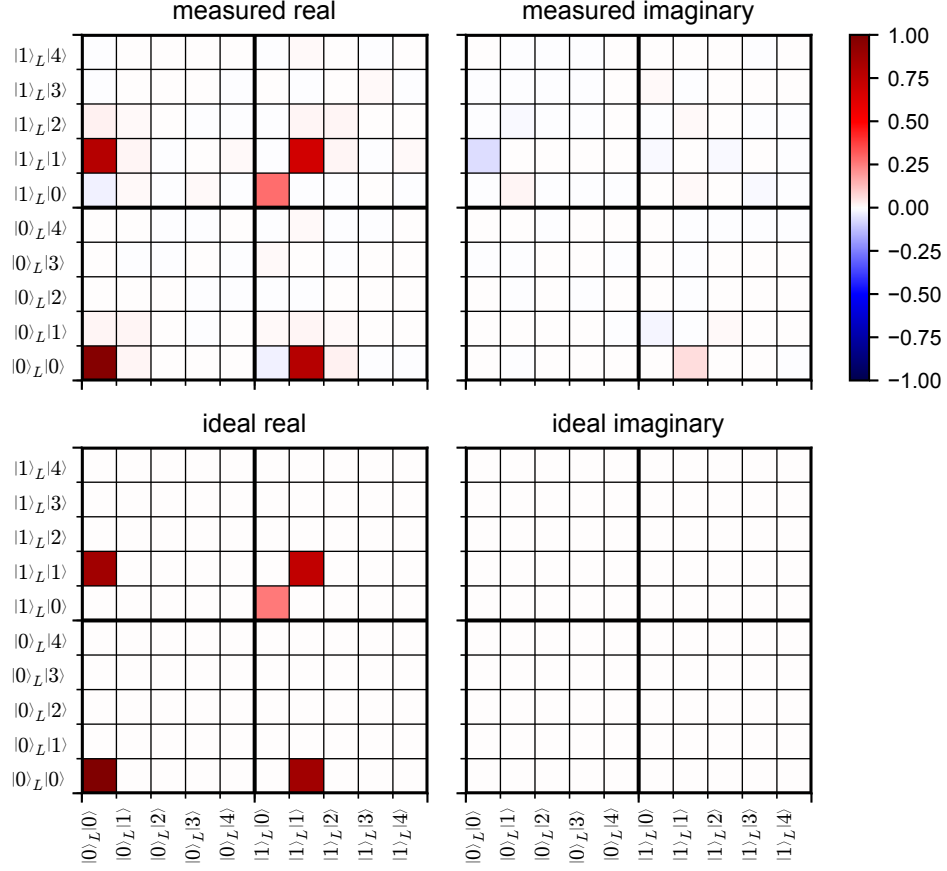 measured real
measured imaginary
|1⟩_L|4⟩
|1⟩_L|3⟩
|1⟩_L|2⟩
|1⟩_L|1⟩
|1⟩_L|0⟩
|0⟩_L|4⟩
|0⟩_L|3⟩
|0⟩_L|2⟩
|0⟩_L|1⟩
|0⟩_L|0⟩
1.00
0.75
0.50
0.25
0.00
−0.25
−0.50
−0.75
−1.00
ideal real
ideal imaginary
|1⟩_L|4⟩
|1⟩_L|3⟩
|1⟩_L|2⟩
|1⟩_L|1⟩
|1⟩_L|0⟩
|0⟩_L|4⟩
|0⟩_L|3⟩
|0⟩_L|2⟩
|0⟩_L|1⟩
|0⟩_L|0⟩
|0⟩_L|0⟩
|0⟩_L|1⟩
|0⟩_L|2⟩
|0⟩_L|3⟩
|0⟩_L|4⟩
|1⟩_L|0⟩
|1⟩_L|1⟩
|1⟩_L|2⟩
|1⟩_L|3⟩
|1⟩_L|4⟩
|0⟩_L|0⟩
|0⟩_L|1⟩
|0⟩_L|2⟩
|0⟩_L|3⟩
|0⟩_L|4⟩
|1⟩_L|0⟩
|1⟩_L|1⟩
|1⟩_L|2⟩
|1⟩_L|3⟩
|1⟩_L|4⟩